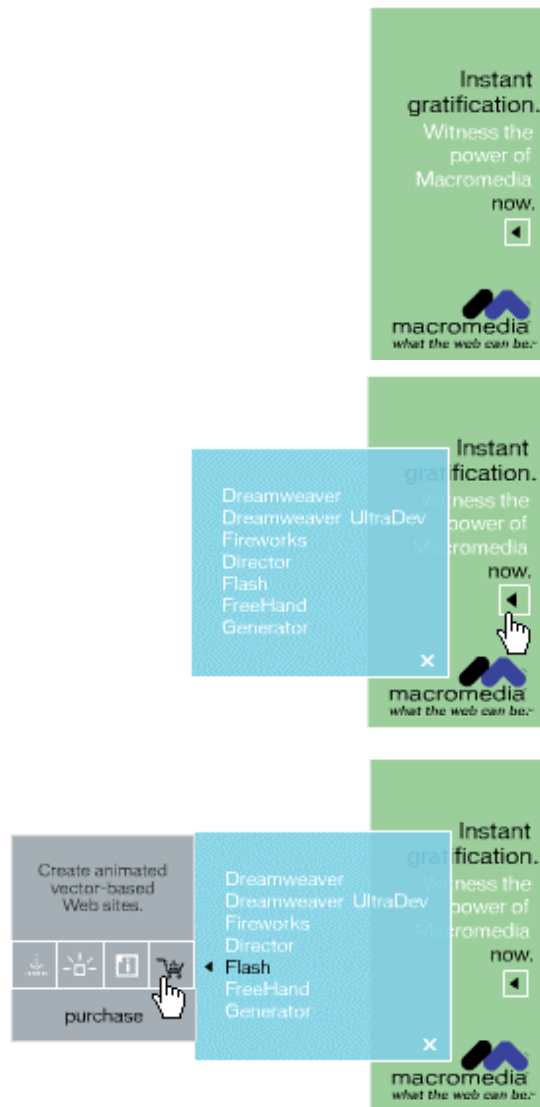 Instant
gratification.
Witness the
power of
Macromedia
now.
macromedia
what the web can be.™
Instant
gratification.
Witness the
Dreamweaver
Dreamweaver UltraDev
power of
Fireworks
Macromedia
Director
now.
Flash
FreeHand
Generator
×
macromedia
what the web can be.™
Instant
gratification.
Create animated
vector-based
Web sites.
Dreamweaver
Witness the
Dreamweaver UltraDev
power of
Fireworks
Macromedia
Director
now.
Flash
FreeHand
Generator
purchase
×
macromedia
what the web can be.™